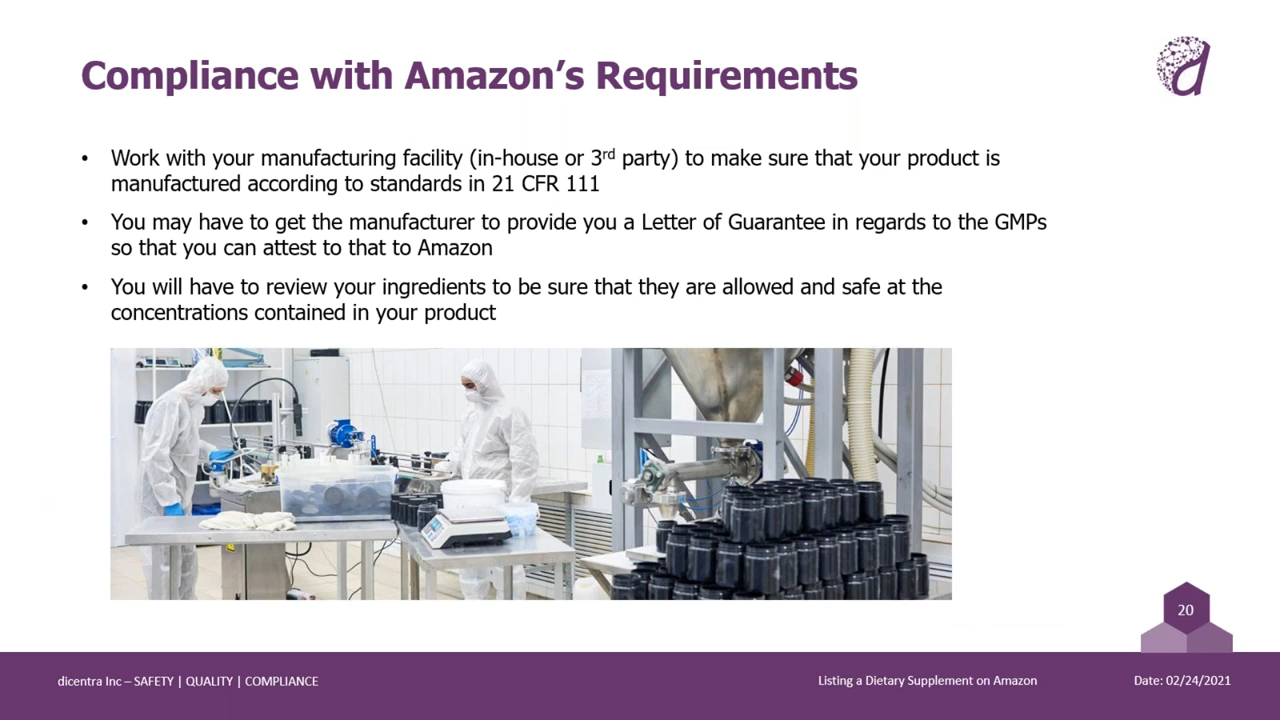 Compliance with Amazon’s Requirements
• Work with your manufacturing facility (in-house or 3rd party) to make sure that your product is
manufactured according to standards in 21 CFR 111
• You may have to get the manufacturer to provide you a Letter of Guarantee in regards to the GMPs
so that you can attest to that to Amazon
• You will have to review your ingredients to be sure that they are allowed and safe at the
concentrations contained in your product
20
dicentra Inc – SAFETY | QUALITY | COMPLIANCE
Listing a Dietary Supplement on Amazon
Date: 02/24/2021